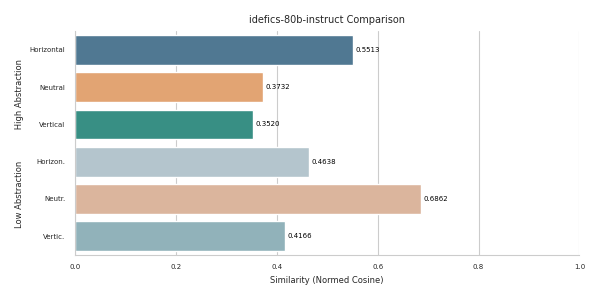 idefics-80b-instruct Comparison
High Abstraction
Horizontal
0.5513
Neutral
0.3732
Vertical
0.3520
Low Abstraction
Horizon.
0.4638
Neutr.
0.6862
Vertic.
0.4166
0.0
0.2
0.4
0.6
0.8
1.0
Similarity (Normed Cosine)